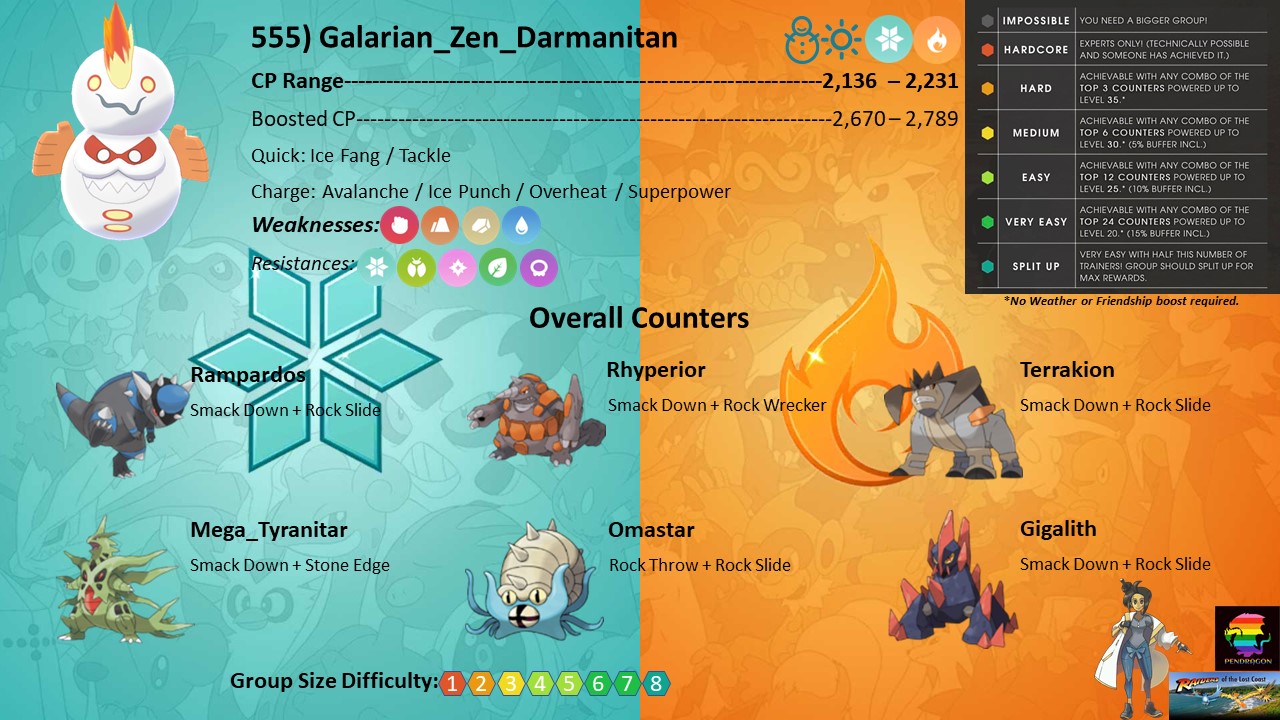 555) Galarian_Zen_Darmanitan
CP Range--------------------------------------------------------------------2,136 – 2,231
Boosted CP--------------------------------------------------------------------2,670 – 2,789
Quick: Ice Fang / Tackle
Charge: Avalanche / Ice Punch / Overheat / Superpower
Weaknesses:
Resistances:
IMPOSSIBLE
YOU NEED A BIGGER GROUP!
HARDCORE
EXPERTS ONLY! (TECHNICALLY POSSIBLE
AND SOMEONE HAS ACHIEVED IT.)
HARD
ACHIEVABLE WITH ANY COMBO OF THE
TOP 3 COUNTERS POWERED UP TO
LEVEL 35.*
MEDIUM
ACHIEVABLE WITH ANY COMBO OF THE
TOP 6 COUNTERS POWERED UP TO
LEVEL 30.* (5% BUFFER INCL.)
EASY
ACHIEVABLE WITH ANY COMBO OF THE
TOP 12 COUNTERS POWERED UP TO
LEVEL 25.* (10% BUFFER INCL.)
VERY EASY
ACHIEVABLE WITH ANY COMBO OF THE
TOP 24 COUNTERS POWERED UP TO
LEVEL 20.* (15% BUFFER INCL.)
SPLIT UP
VERY EASY WITH HALF THIS NUMBER OF
TRAINERS! GROUP SHOULD SPLIT UP FOR
MAX REWARDS.
*No Weather or Friendship boost required.
Overall Counters
Rampardos
Smack Down + Rock Slide
Rhyperior
Smack Down + Rock Wrecker
Terrakion
Smack Down + Rock Slide
Mega_Tyranitar
Smack Down + Stone Edge
Omastar
Rock Throw + Rock Slide
Gigalith
Smack Down + Rock Slide
Group Size Difficulty: 1 2 3 4 5 6 7 8
PENDRAGON
RAIDERS of the Lost Coast